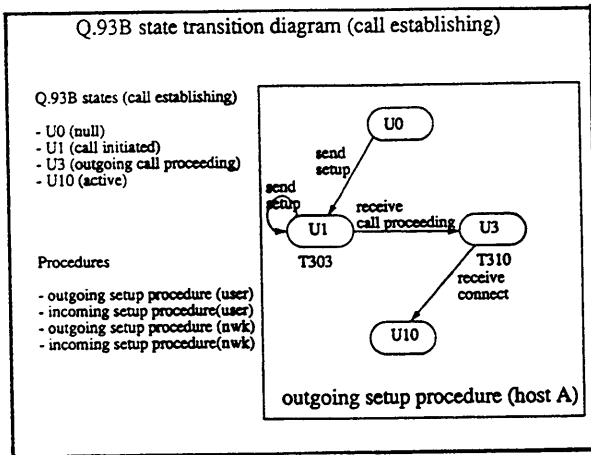 Q.93B state transition diagram (call establishing)
Q.93B states (call establishing)
- U0 (null)
- U1 (call initiated)
- U3 (outgoing call proceeding)
- U10 (active)
Procedures
- outgoing setup procedure (user)
- incoming setup procedure(user)
- outgoing setup procedure (nwk)
- incoming setup procedure(nwk)
U0
send
setup
send
setup
U1
T303
receive
call proceeding
U3
T310
receive
connect
U10
outgoing setup procedure (host A)